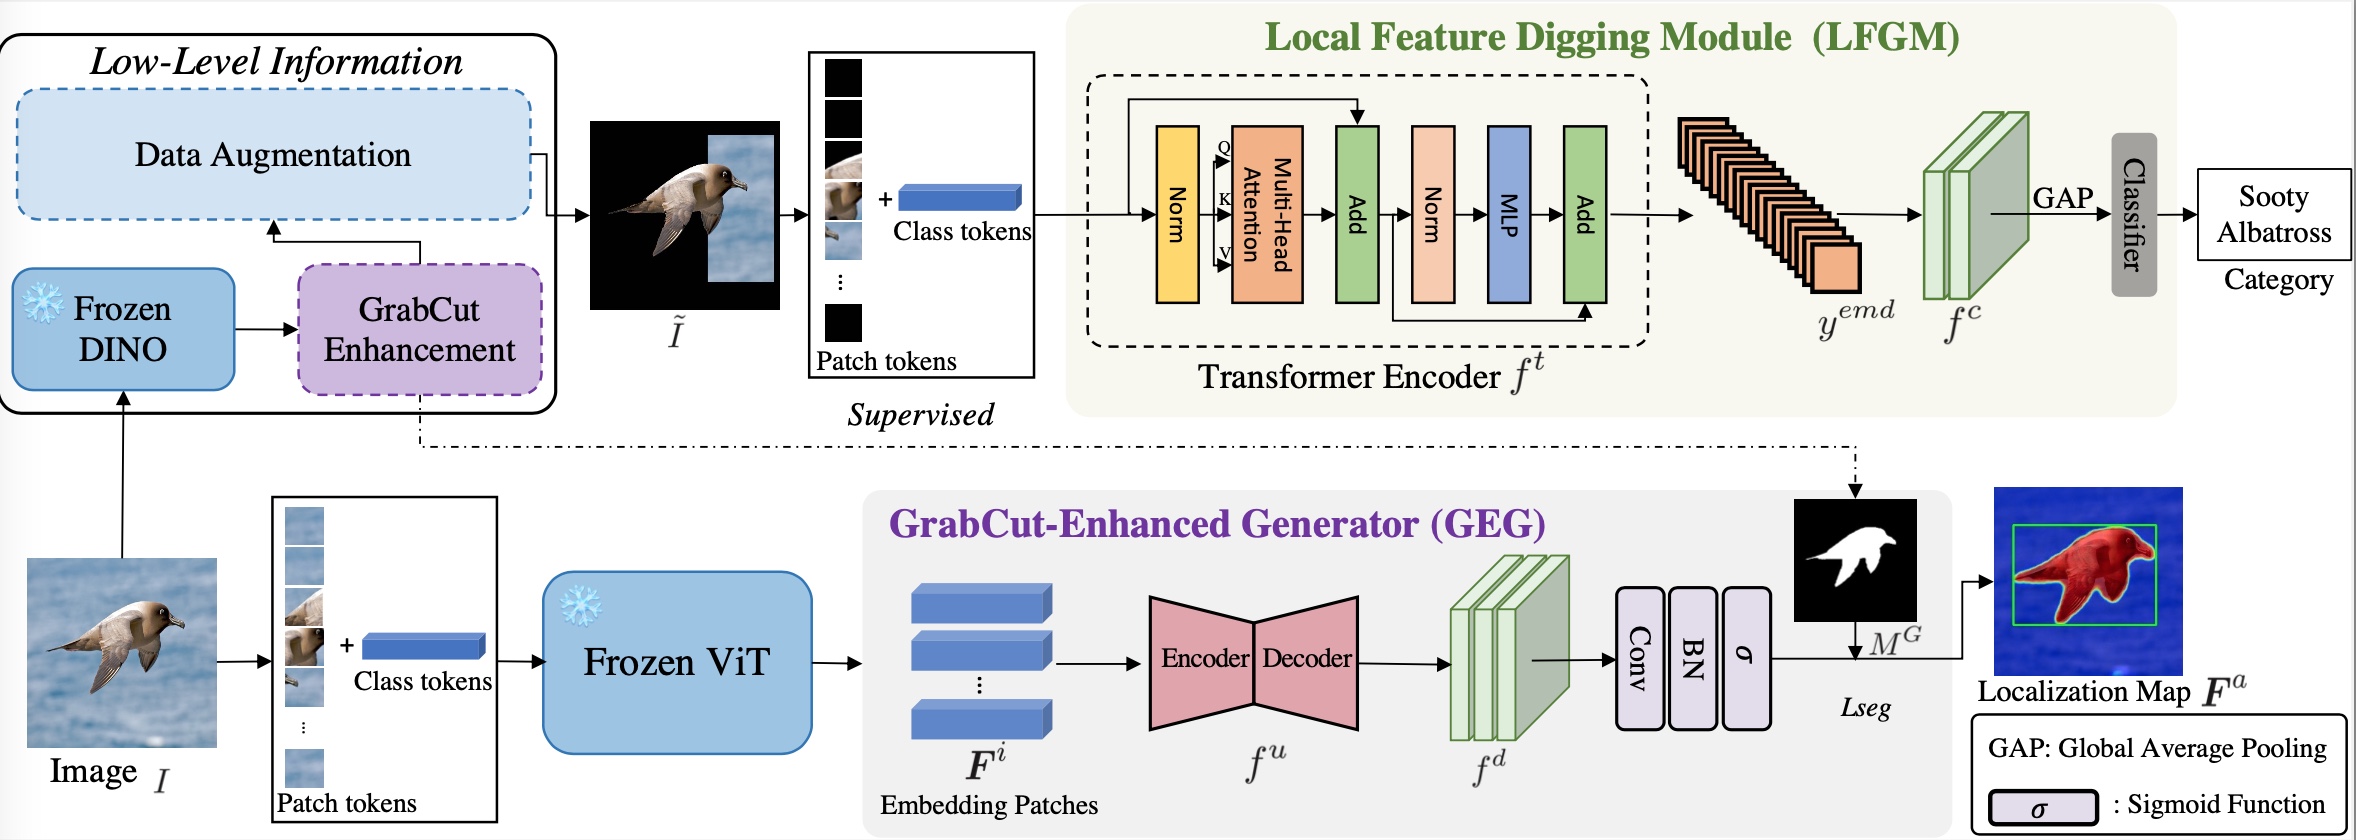 Low-Level Information
Data Augmentation
Frozen
DINO
GrabCut
Enhancement
Ĩ
+
Class tokens
⋮
Patch tokens
Supervised
Local Feature Digging Module (LFGM)
Norm
Q
K
V
Multi-Head
Attention
Add
Norm
MLP
Add
Transformer Encoder f^t
y^{emd}
f^c
GAP
Classifier
Sooty
Albatross
Category
Image I
+
Class tokens
⋮
Patch tokens
Frozen ViT
GrabCut-Enhanced Generator (GEG)
⋮
F^i
Embedding Patches
Encoder
Decoder
f^u
f^d
Conv
BN
σ
M^G
Lseg
Localization Map F^a
GAP: Global Average Pooling
σ : Sigmoid Function